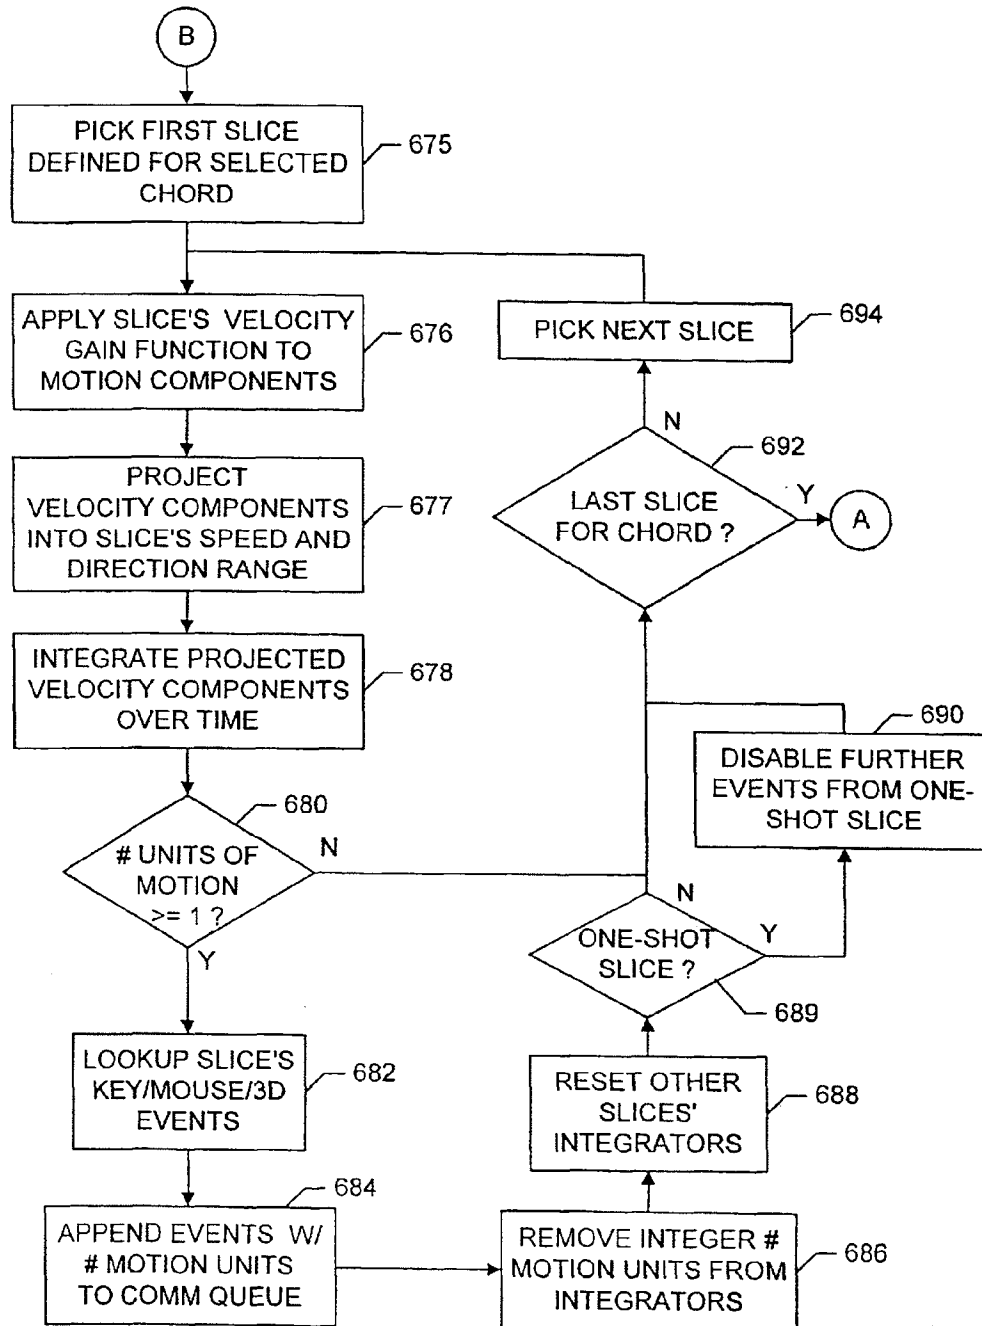 B
PICK FIRST SLICE
DEFINED FOR SELECTED
CHORD
675
APPLY SLICE'S VELOCITY
GAIN FUNCTION TO
MOTION COMPONENTS
676
PROJECT
VELOCITY COMPONENTS
INTO SLICE'S SPEED AND
DIRECTION RANGE
677
INTEGRATE PROJECTED
VELOCITY COMPONENTS
OVER TIME
678
# UNITS OF
MOTION
>= 1 ?
680
N
Y
LOOKUP SLICE'S
KEY/MOUSE/3D
EVENTS
682
APPEND EVENTS W/
# MOTION UNITS
TO COMM QUEUE
684
REMOVE INTEGER #
MOTION UNITS FROM
INTEGRATORS
686
RESET OTHER
SLICES'
INTEGRATORS
688
ONE-SHOT
SLICE ?
689
N
Y
DISABLE FURTHER
EVENTS FROM ONE-
SHOT SLICE
690
LAST SLICE
FOR CHORD ?
692
N
Y
A
PICK NEXT SLICE
694